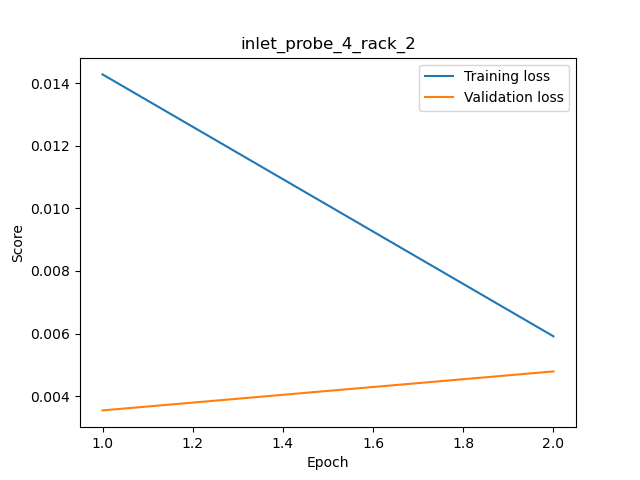 inlet_probe_4_rack_2
Training loss
Validation loss
0.014
0.012
0.010
0.008
0.006
0.004
Score
1.0 1.2 1.4 1.6 1.8 2.0
Epoch